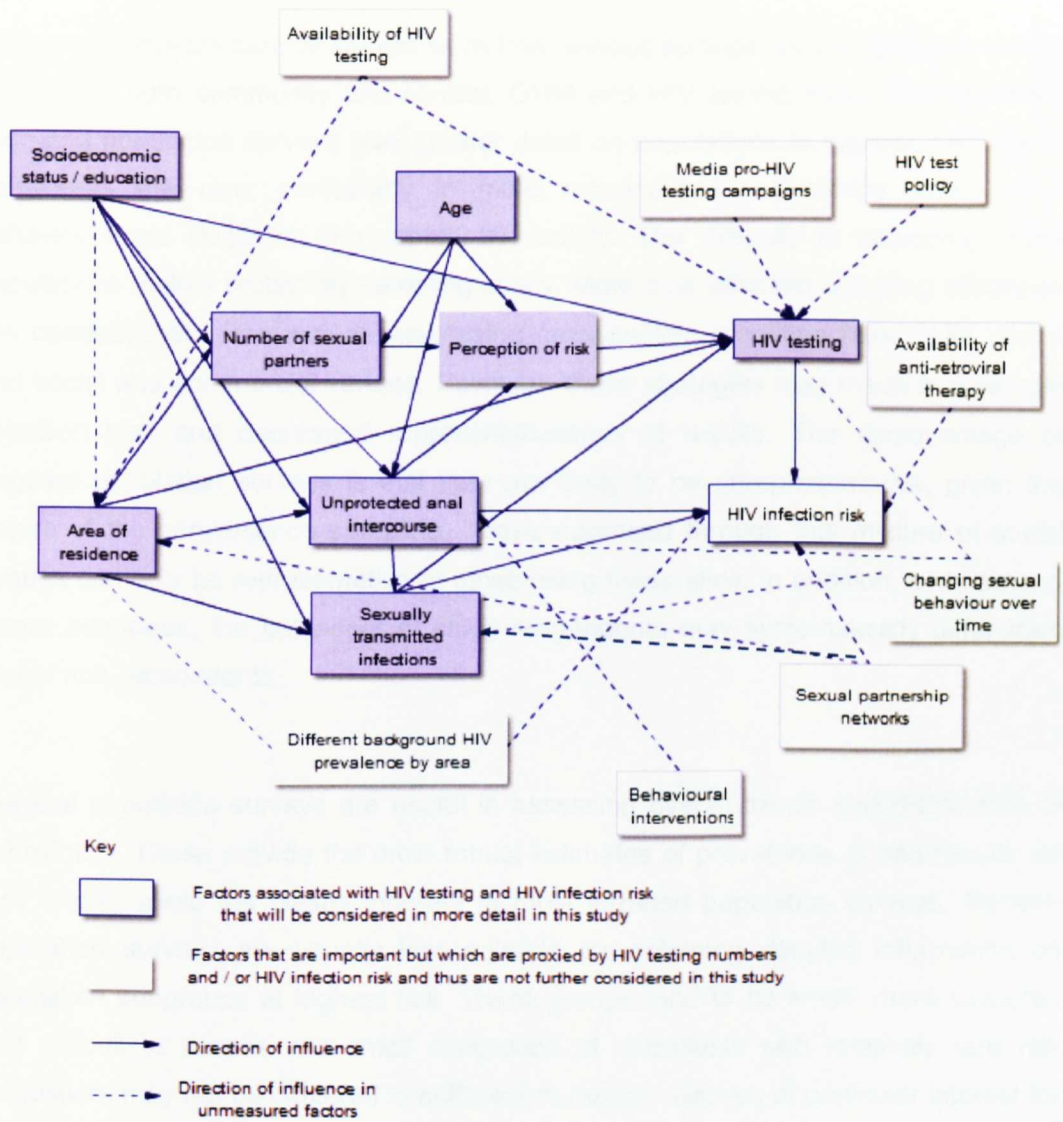 Availability of HIV
testing
Socioeconomic
status / education
Age
Media pro-HIV
testing campaigns
HIV test
policy
Number of sexual
partners
Perception of risk
HIV testing
Availability of
anti-retroviral
therapy
Area of
residence
Unprotected anal
intercourse
HIV infection risk
Sexually
transmitted
infections
Changing sexual
behaviour over
time
Sexual partnership
networks
Different background HIV
prevalence by area
Behavioural
interventions
Key
Factors associated with HIV testing and HIV infection risk
that will be considered in more detail in this study
Factors that are important but which are proxied by HIV testing numbers
and / or HIV infection risk and thus are not further considered in this study
Direction of influence
Direction of influence in
unmeasured factors